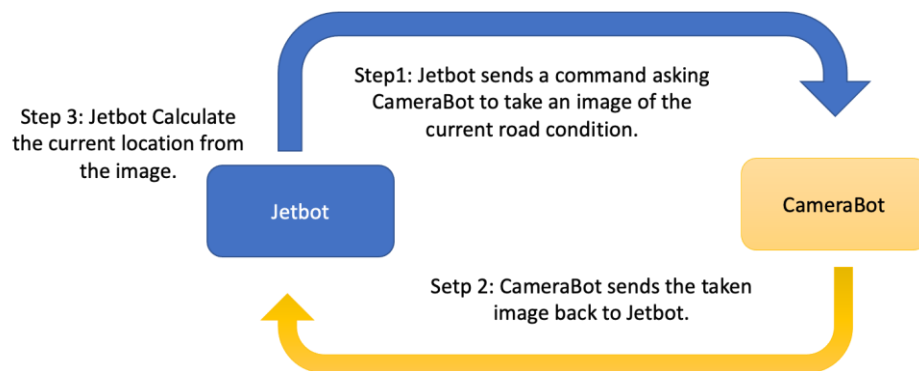 Step1: Jetbot sends a command asking
CameraBot to take an image of the
current road condition.
Step 3: Jetbot Calculate
the current location from
the image.
Jetbot
CameraBot
Setp 2: CameraBot sends the taken
image back to Jetbot.